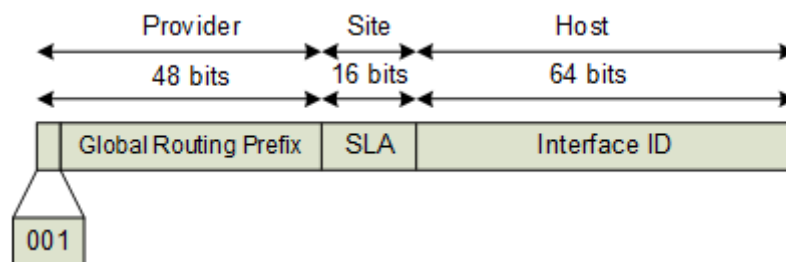 Provider Site Host
48 bits 16 bits 64 bits
Global Routing Prefix SLA Interface ID
001